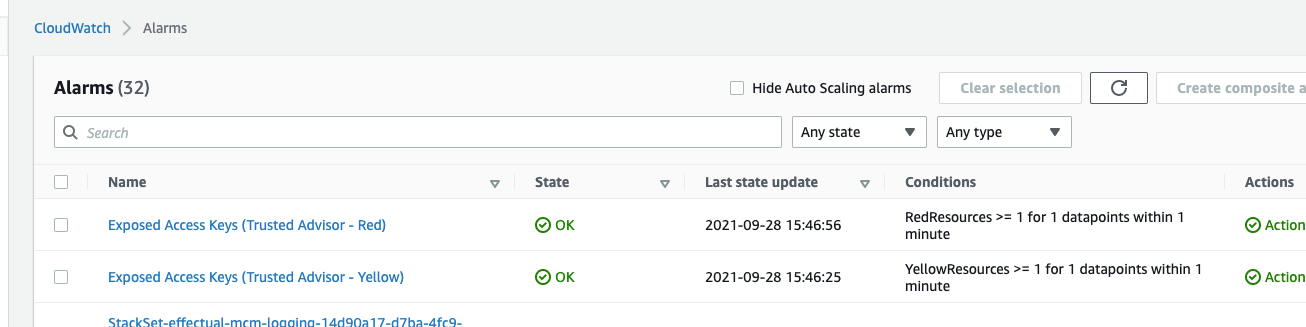 CloudWatch > Alarms
Alarms (32)
Hide Auto Scaling alarms
Clear selection
Create composite a
Search
Any state
Any type
Name State Last state update Conditions Actions
Exposed Access Keys (Trusted Advisor - Red) OK 2021-09-28 15:46:56 RedResources >= 1 for 1 datapoints within 1 Action
minute
Exposed Access Keys (Trusted Advisor - Yellow) OK 2021-09-28 15:46:25 YellowResources >= 1 for 1 datapoints within 1 Action
minute
StackSet-effectual-mcm-logging-14d90a17-d7ba-4fc9-